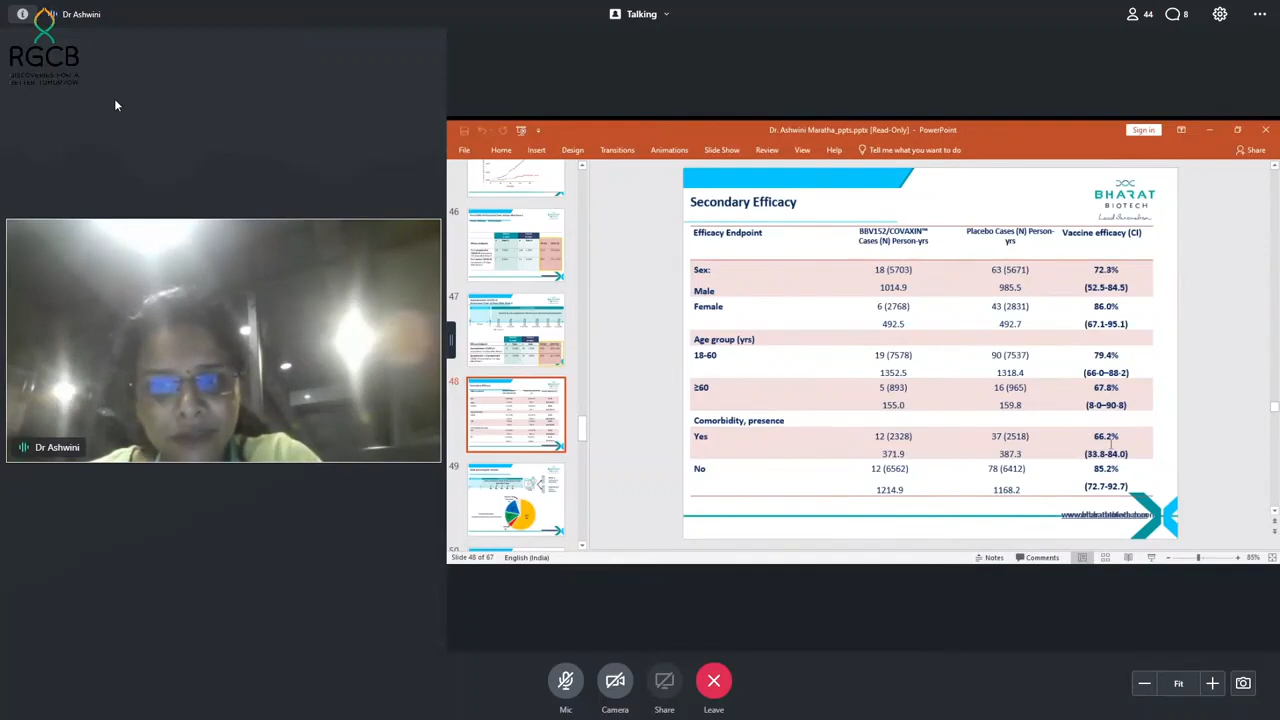 Dr Ashwini
Talking
44
8
RGCB
DISCOVERIES FOR A
BETTER TOMORROW
Dr. Ashwini Maratha_ppts.pptx [Read-Only] - PowerPoint
Sign in
File Home Insert Design Transitions Animations Slide Show Review View Help Tell me what you want to do
Share
46
47
48
49
Secondary Efficacy
BHARAT
BIOTECH
Lead Innovation
Efficacy Endpoint
BBV152/COVAXIN™ Cases (N) Person-yrs
Placebo Cases (N) Person-yrs
Vaccine efficacy (CI)
Sex: 18 (5703) 63 (5671) 72.3%
Male 1014.9 985.5 (52.5-84.5)
Female 6 (2768) 43 (2831) 86.0%
492.5 492.7 (67.1-95.1)
Age group (yrs)
18-60 19 (7578) 90 (7537) 79.4%
1352.5 1318.4 (66·0–88·2)
≥60 5 (893) 16 (965) 67.8%
155.0 159.8 (8·0–90·8)
Comorbidity, presence
Yes 12 (2328) 37 (2518) 66.2%
371.9 387.3 (33.8-84.0)
No 12 (6562) 78 (6412) 85.2%
1214.9 1168.2 (72.7-92.7)
Dr Ashwini
Slide 48 of 67
English (India)
Notes
Comments
85%
Mic
Camera
Share
Leave
Fit